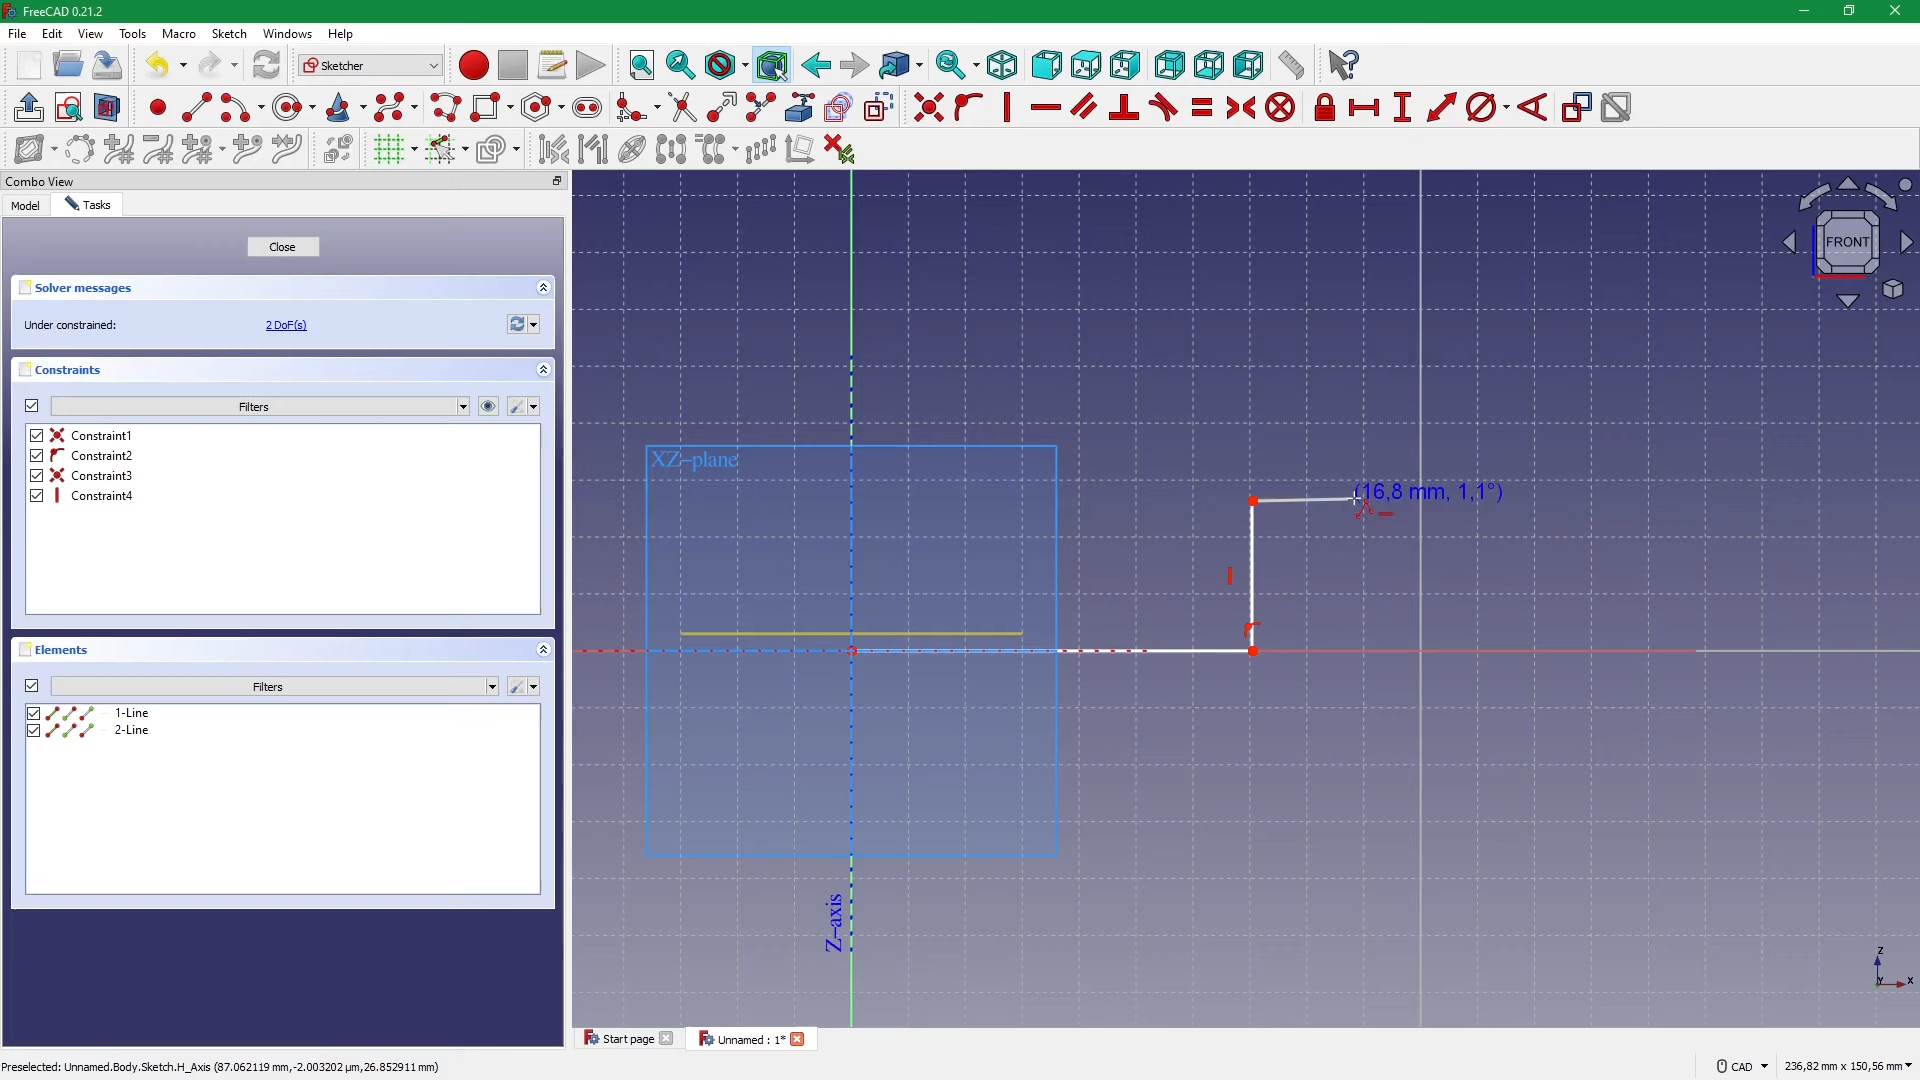 FreeCAD 0.21.2
File Edit View Tools Macro Sketch Windows Help
Sketcher
Combo View
Model Tasks
Close
Solver messages
Under constrained: 2 DoF(s)
Constraints
Filters
Constraint1
Constraint2
Constraint3
Constraint4
Elements
Filters
1-Line
2-Line
XZ-plane
(16,8 mm, 1,1°)
FRONT
Z-axis
Z
Y X
Start page Unnamed : 1*
Preselected: Unnamed.Body.Sketch.H_Axis (87.062119 mm,-2.003202 µm,26.852911 mm)
CAD 236,82 mm x 150,56 mm